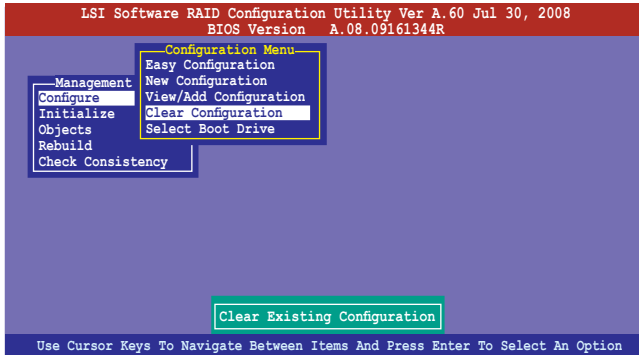 LSI Software RAID Configuration Utility Ver A.60 Jul 30, 2008
BIOS Version A.08.09161344R
Configuration Menu
Easy Configuration
New Configuration
View/Add Configuration
Clear Configuration
Select Boot Drive
Management
Configure
Initialize
Objects
Rebuild
Check Consistency
Clear Existing Configuration
Use Cursor Keys To Navigate Between Items And Press Enter To Select An Option